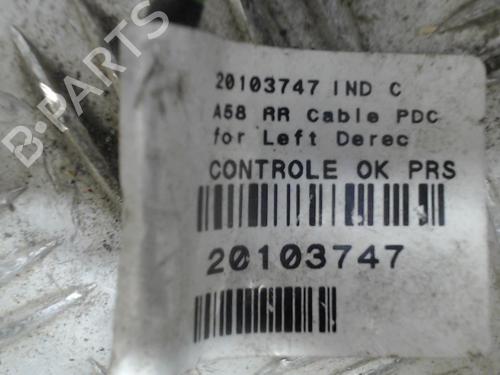 B-PARTS
20103747 IND C
A58 RR Cable PDC
for Left Derec
CONTROLE OK PRS
20103747